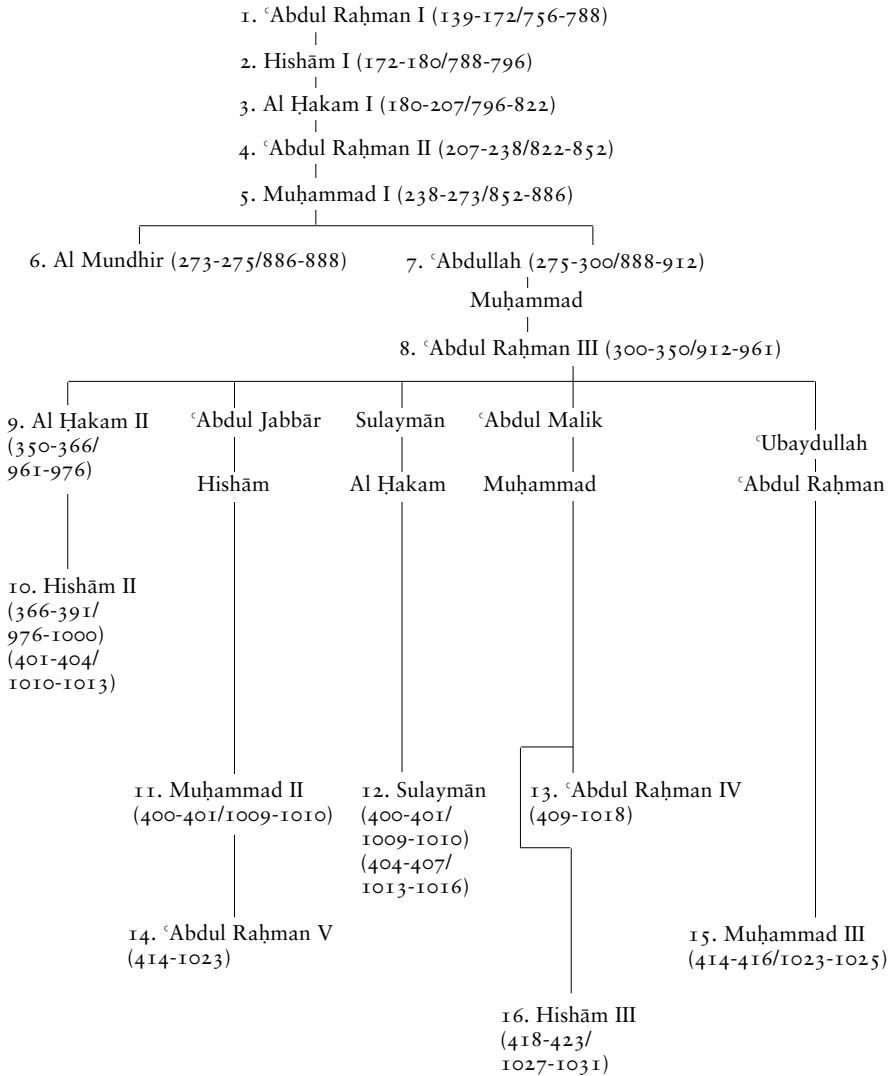 1. ʿAbdul Raḥman I (139-172/756-788)
2. Hishām I (172-180/788-796)
3. Al Ḥakam I (180-207/796-822)
4. ʿAbdul Raḥman II (207-238/822-852)
5. Muḥammad I (238-273/852-886)
6. Al Mundhir (273-275/886-888)
7. ʿAbdullah (275-300/888-912)
Muḥammad
8. ʿAbdul Raḥman III (300-350/912-961)
9. Al Ḥakam II
(350-366/
961-976)
ʿAbdul Jabbār
Sulaymān
ʿAbdul Malik
ʿUbaydullah
Hishām
Al Ḥakam
Muḥammad
ʿAbdul Raḥman
10. Hishām II
(366-391/
976-1000)
(401-404/
1010-1013)
11. Muḥammad II
(400-401/1009-1010)
12. Sulaymān
(400-401/
1009-1010)
(404-407/
1013-1016)
13. ʿAbdul Raḥman IV
(409-1018)
14. ʿAbdul Raḥman V
(414-1023)
15. Muḥammad III
(414-416/1023-1025)
16. Hishām III
(418-423/
1027-1031)